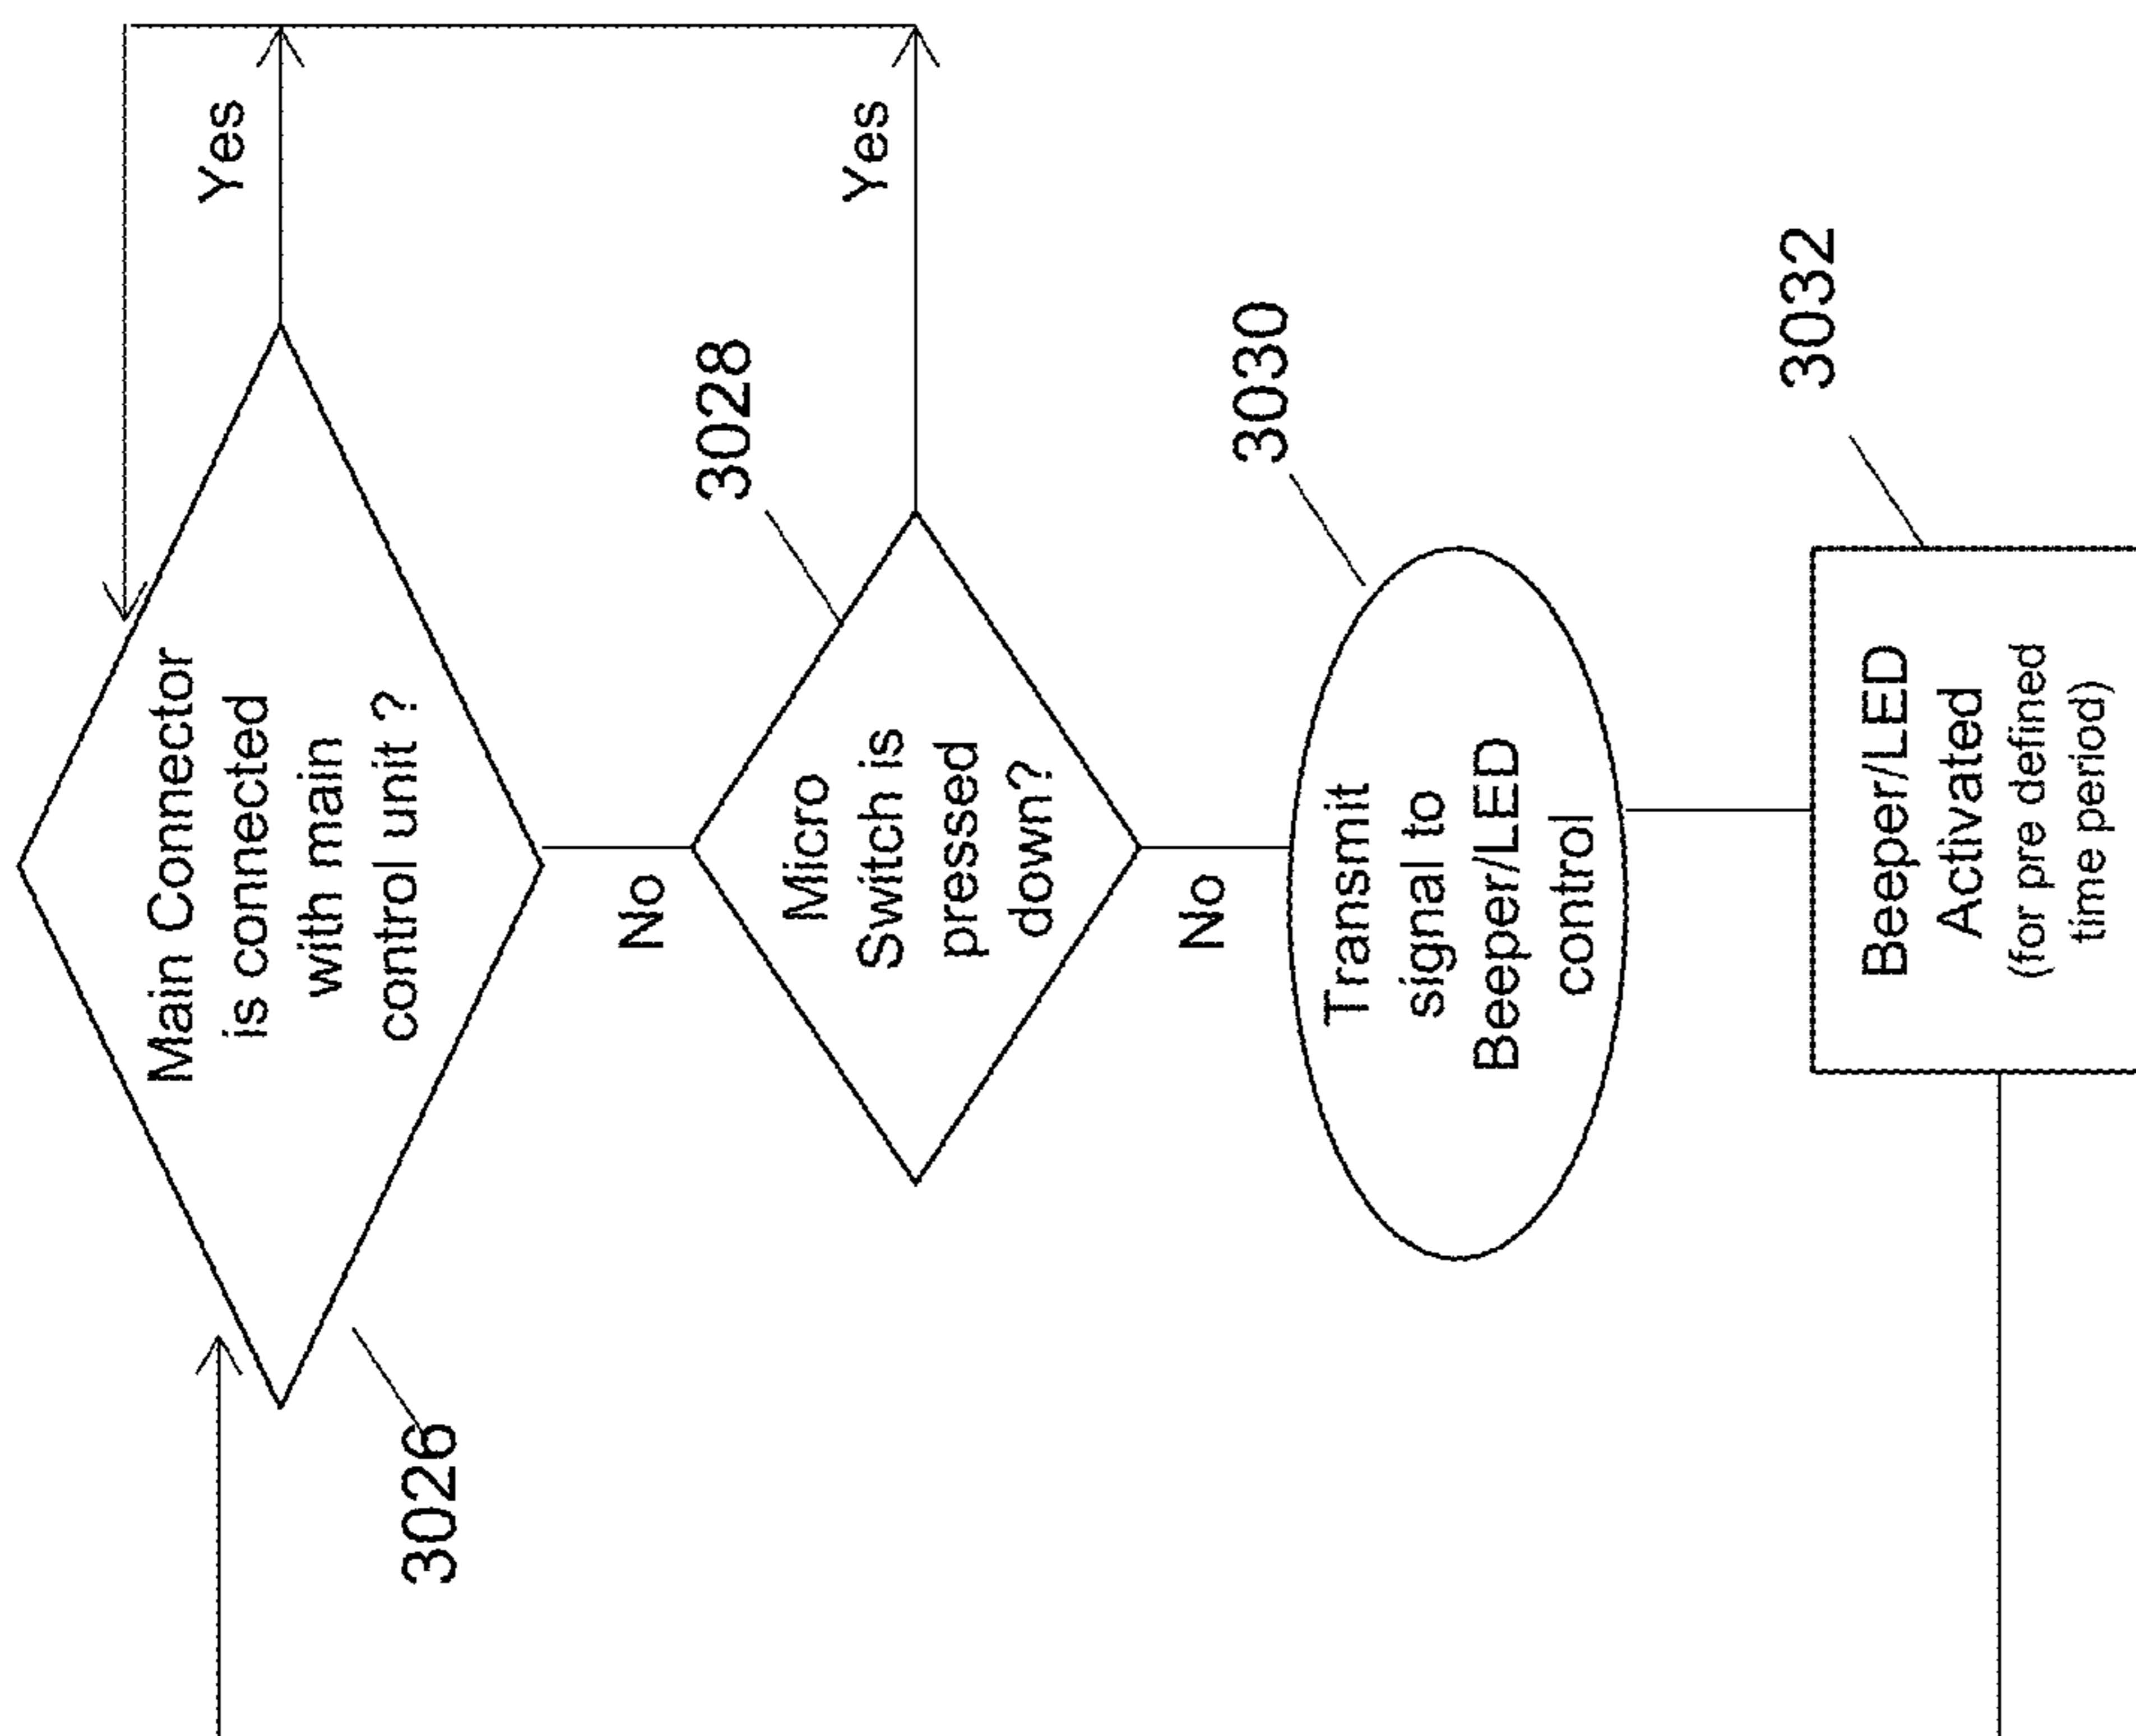 Main Connector
is connected
with main
control unit ?
Yes
3026
No
Micro
Switch is
pressed
down?
Yes
3028
No
Transmit
signal to
Beeper/LED
control
3030
Beeper/LED
Activated
(for pre defined
time period)
3032